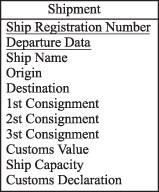 Shipment
Ship Registration Number
Departure Data
Ship Name
Origin
Destination
1st Consignment
2st Consignment
3st Consignment
Customs Value
Ship Capacity
Customs Declaration